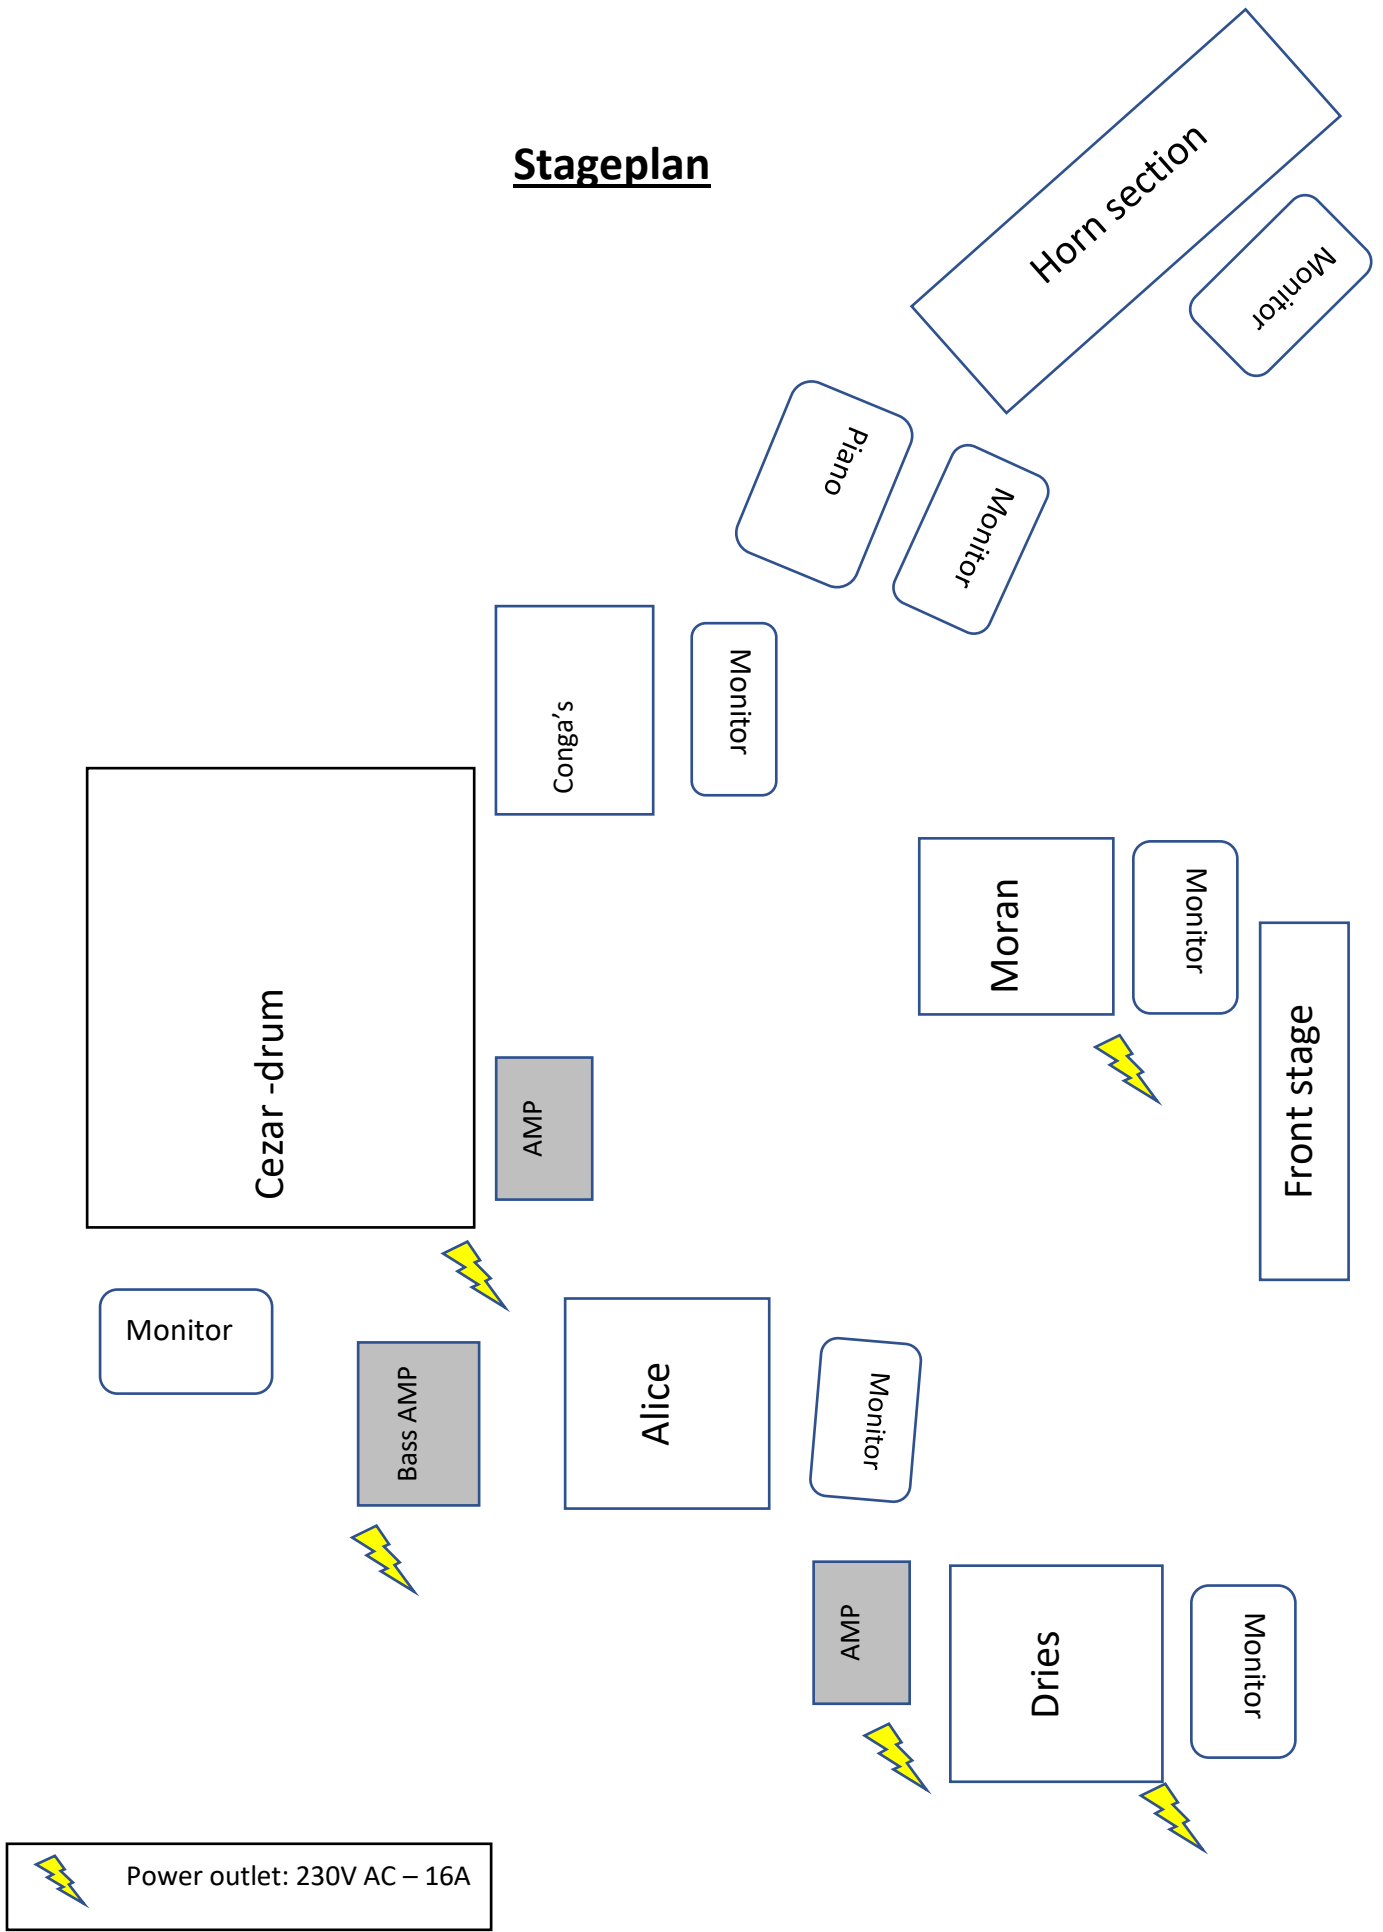 Stageplan
Horn section
Monitor
Piano
Monitor
Conga's
Monitor
Cezar -drum
Moran
Monitor
Front stage
AMP
Monitor
Bass AMP
Alice
Monitor
AMP
Dries
Monitor
Power outlet: 230V AC – 16A